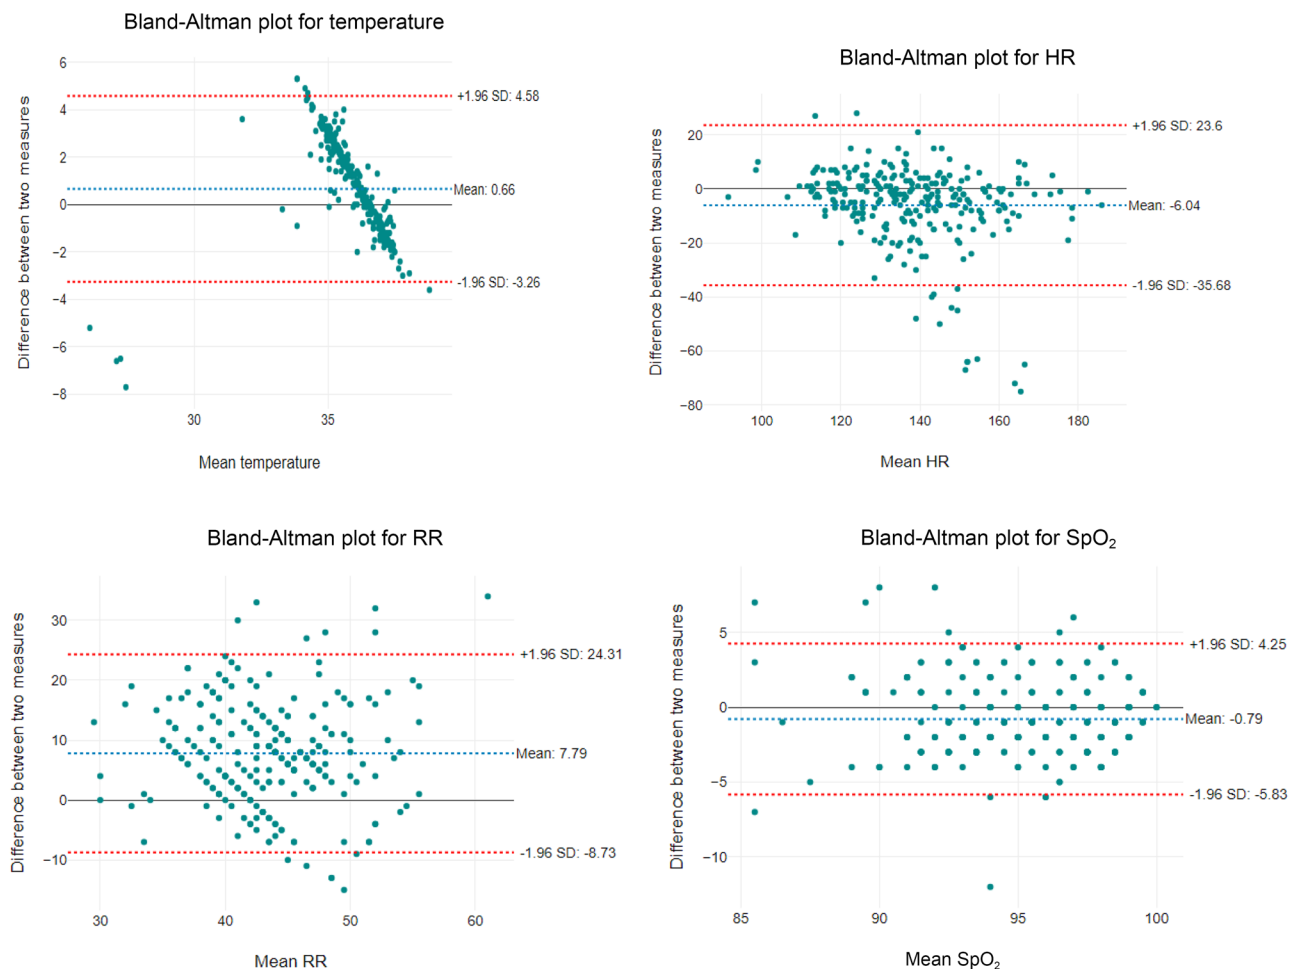 Bland-Altman plot for temperature
Difference between two measures
6
4
2
0
−2
−4
−6
−8
+1.96 SD: 4.58
Mean: 0.66
-1.96 SD: -3.26
30
35
Mean temperature
Bland-Altman plot for HR
Difference between two measures
20
0
−20
−40
−60
−80
+1.96 SD: 23.6
Mean: -6.04
-1.96 SD: -35.68
100
120
140
160
180
Mean HR
Bland-Altman plot for RR
Difference between two measures
30
20
10
0
−10
+1.96 SD: 24.31
Mean: 7.79
-1.96 SD: -8.73
30
40
50
60
Mean RR
Bland-Altman plot for SpO₂
Difference between two measures
5
0
−5
−10
+1.96 SD: 4.25
Mean: -0.79
-1.96 SD: -5.83
85
90
95
100
Mean SpO₂